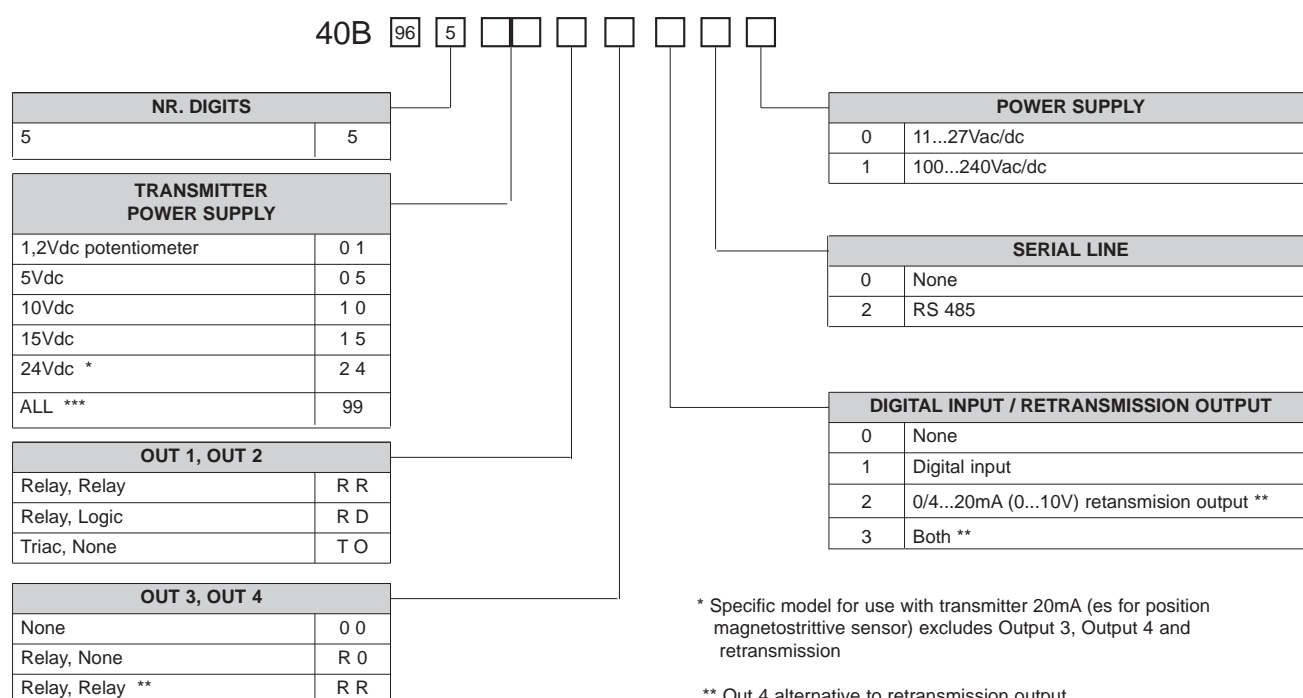 40B 96 5
NR. DIGITS
5 5
TRANSMITTER
POWER SUPPLY
1,2Vdc potentiometer 0 1
5Vdc 0 5
10Vdc 1 0
15Vdc 1 5
24Vdc * 2 4
ALL *** 99
OUT 1, OUT 2
Relay, Relay R R
Relay, Logic R D
Triac, None T O
OUT 3, OUT 4
None 0 0
Relay, None R 0
Relay, Relay ** R R
POWER SUPPLY
0 11...27Vac/dc
1 100...240Vac/dc
SERIAL LINE
0 None
2 RS 485
DIGITAL INPUT / RETRANSMISSION OUTPUT
0 None
1 Digital input
2 0/4...20mA (0...10V) retansmision output **
3 Both **
* Specific model for use with transmitter 20mA (es for position
magnetostrittive sensor) excludes Output 3, Output 4 and
retransmission
** Out 4 alternative to retransmission output